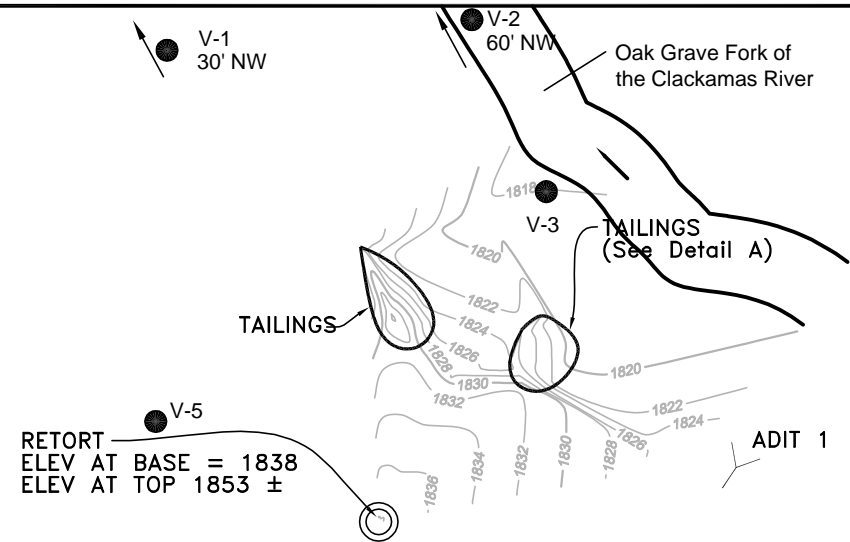 V-1
30' NW
V-2
60' NW
Oak Grave Fork of
the Clackamas River
1818
V-3
TAILINGS
(See Detail A)
1820
1822
TAILINGS
1824
1826
1828
1830
1832
1820
1822
1824
1826
V-5
RETORT
ELEV AT BASE = 1838
ELEV AT TOP 1853 ±
ADIT 1
1836
1834
1832
1830
1828